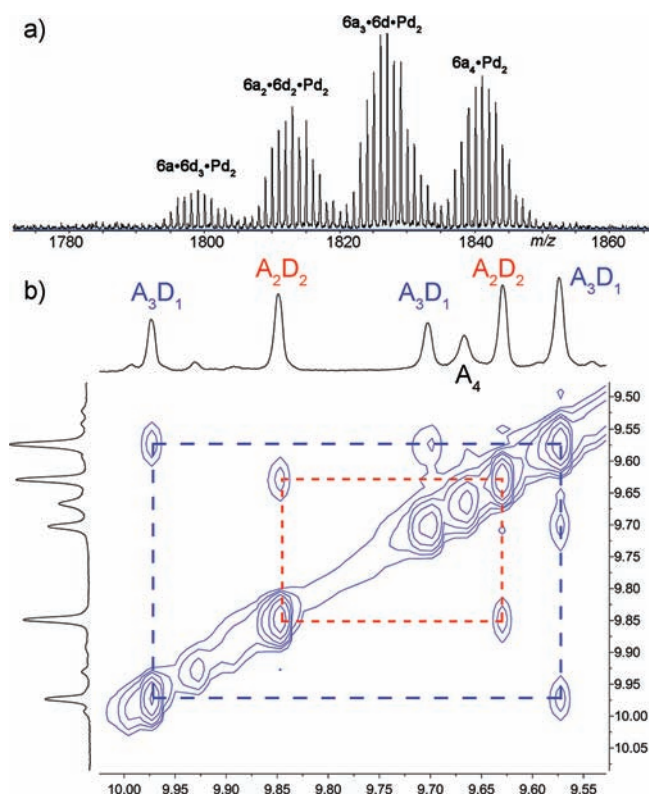 a)
6a₃•6d•Pd₂
6a₄•Pd₂
6a₂•6d₂•Pd₂
6a•6d₃•Pd₂
1780 1800 1820 1840 m/z 1860
b)
A₃D₁ A₂D₂ A₃D₁ A₂D₂ A₃D₁
A₄
9.50
9.55
9.60
9.65
9.70
9.75
9.80
9.85
9.90
9.95
10.00
10.05
10.00 9.95 9.90 9.85 9.80 9.75 9.70 9.65 9.60 9.55